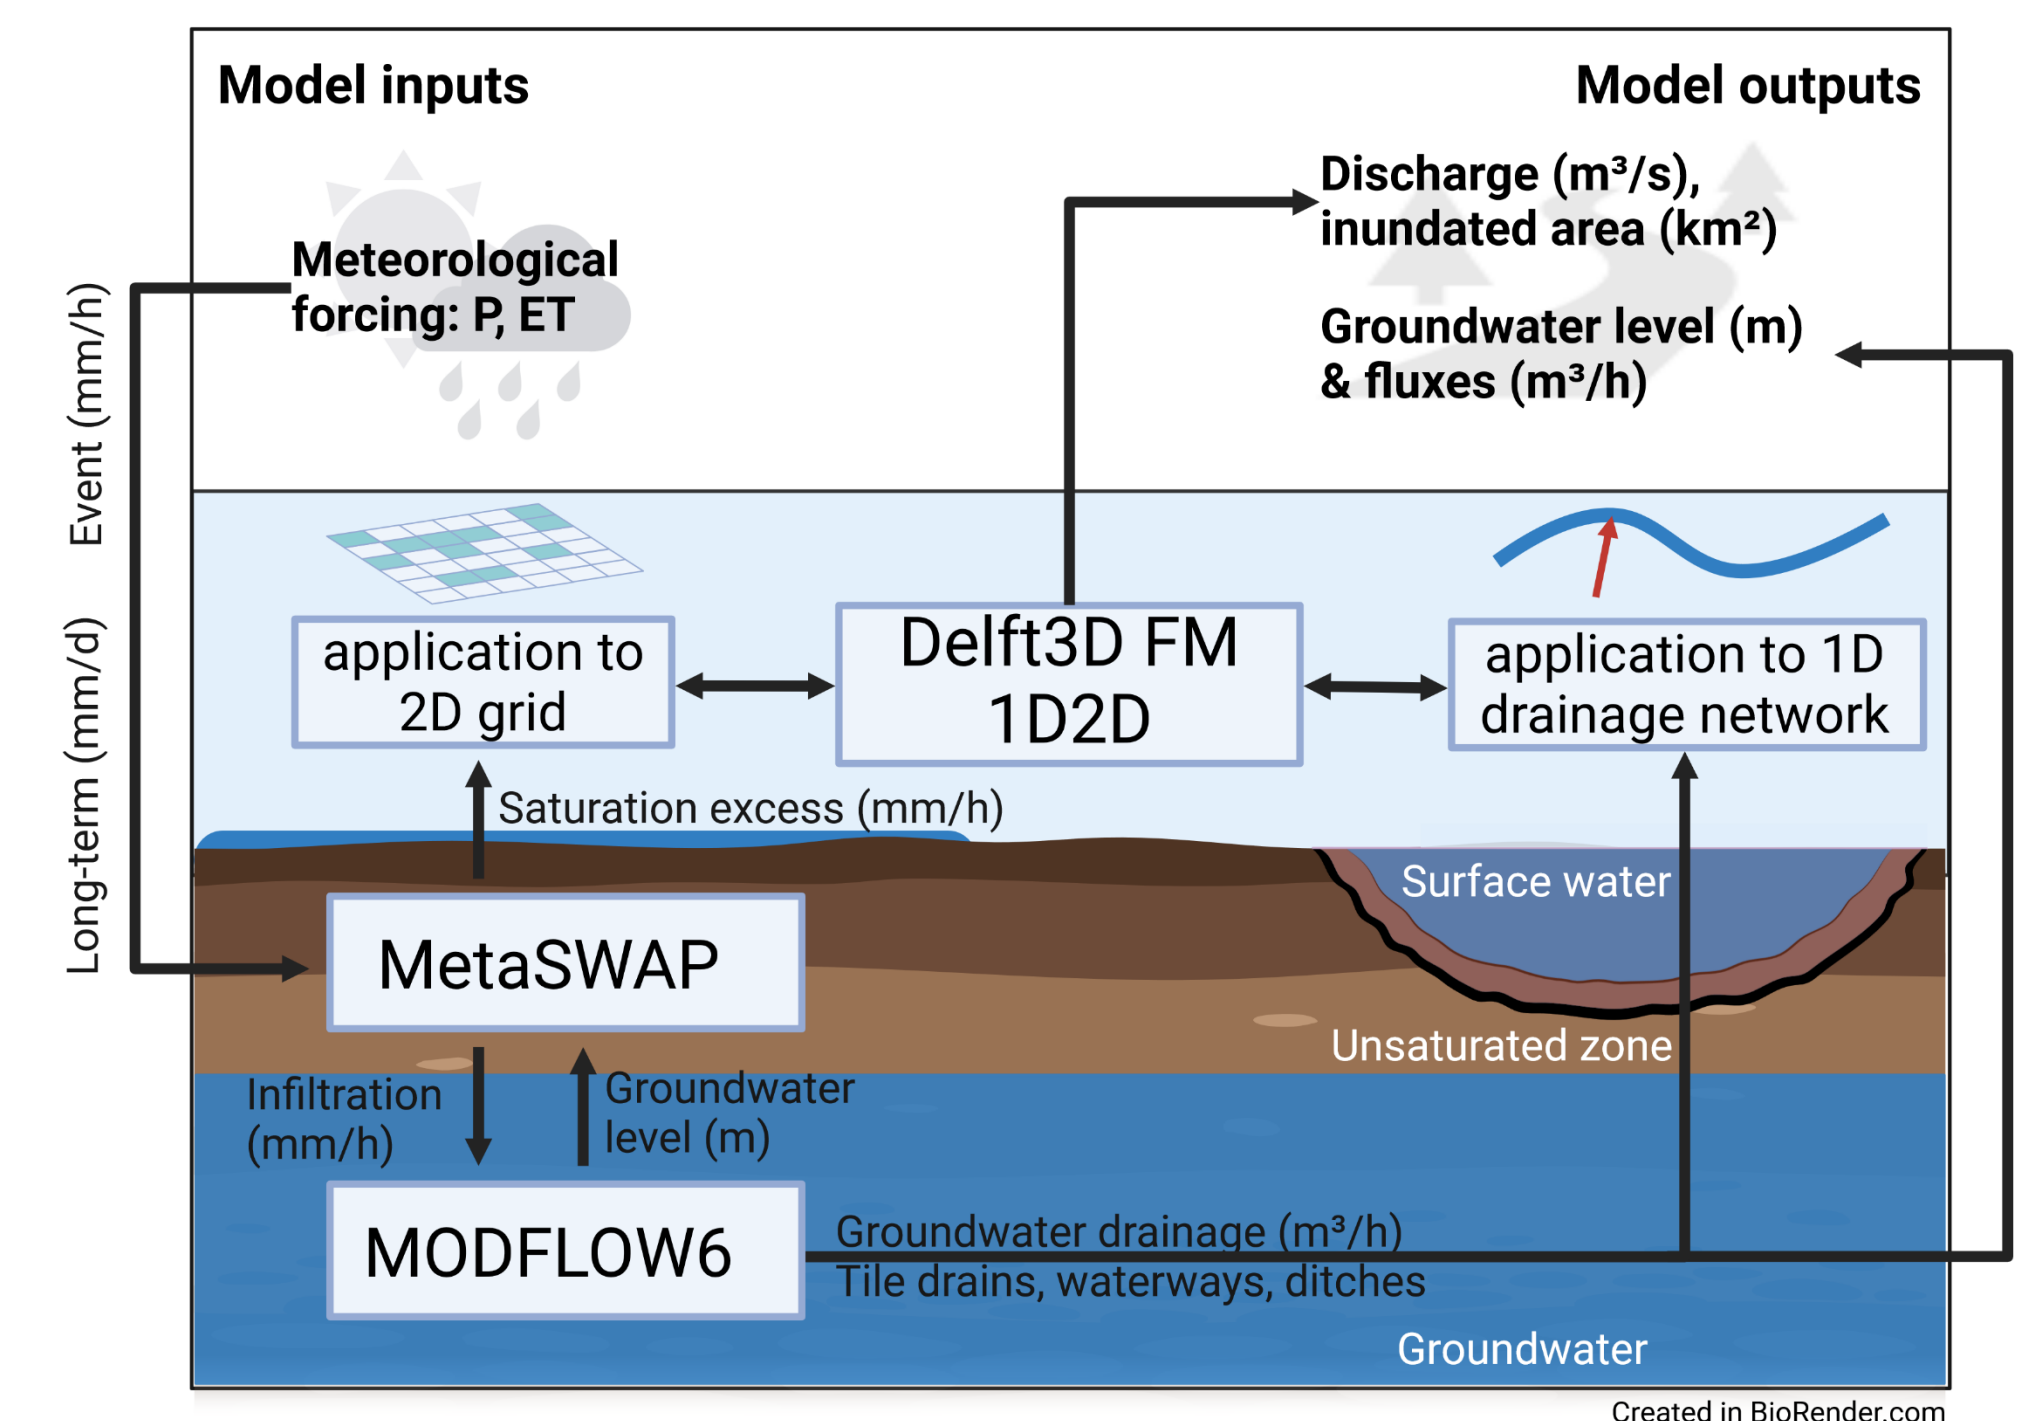 Model inputs
Model outputs
Meteorological
forcing: P, ET
Discharge (m³/s),
inundated area (km²)
Groundwater level (m)
& fluxes (m³/h)
Event (mm/h)
Long-term (mm/d)
application to
2D grid
Delft3D FM
1D2D
application to 1D
drainage network
Saturation excess (mm/h)
Surface water
MetaSWAP
Unsaturated zone
Infiltration
(mm/h)
Groundwater
level (m)
MODFLOW6
Groundwater drainage (m³/h)
Tile drains, waterways, ditches
Groundwater
Created in BioRender.com